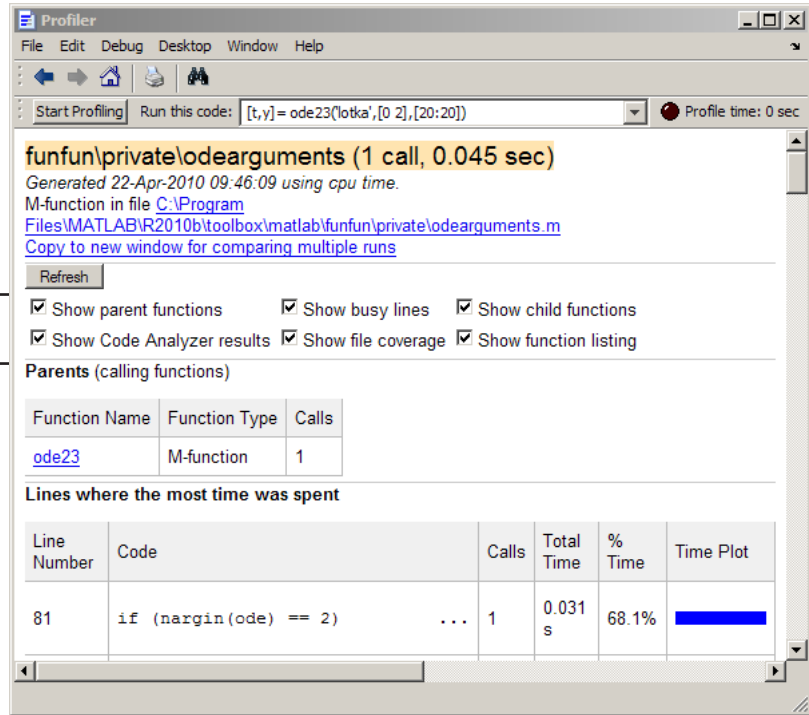 Profiler
File Edit Debug Desktop Window Help
Start Profiling Run this code: [t,y]= ode23('lotka',[0 2],[20:20]) Profile time: 0 sec
funfun\private\odearguments (1 call, 0.045 sec)
Generated 22-Apr-2010 09:46:09 using cpu time.
M-function in file C:\Program
Files\MATLAB\R2010b\toolbox\matlab\funfun\private\odearguments.m
Copy to new window for comparing multiple runs
Refresh
Show parent functions Show busy lines Show child functions
Show Code Analyzer results Show file coverage Show function listing
Parents (calling functions)
Function Name Function Type Calls
ode23 M-function 1
Lines where the most time was spent
Line Number Code Calls Total Time % Time Time Plot
81 if (nargin(ode) == 2) ... 1 0.031 s 68.1%